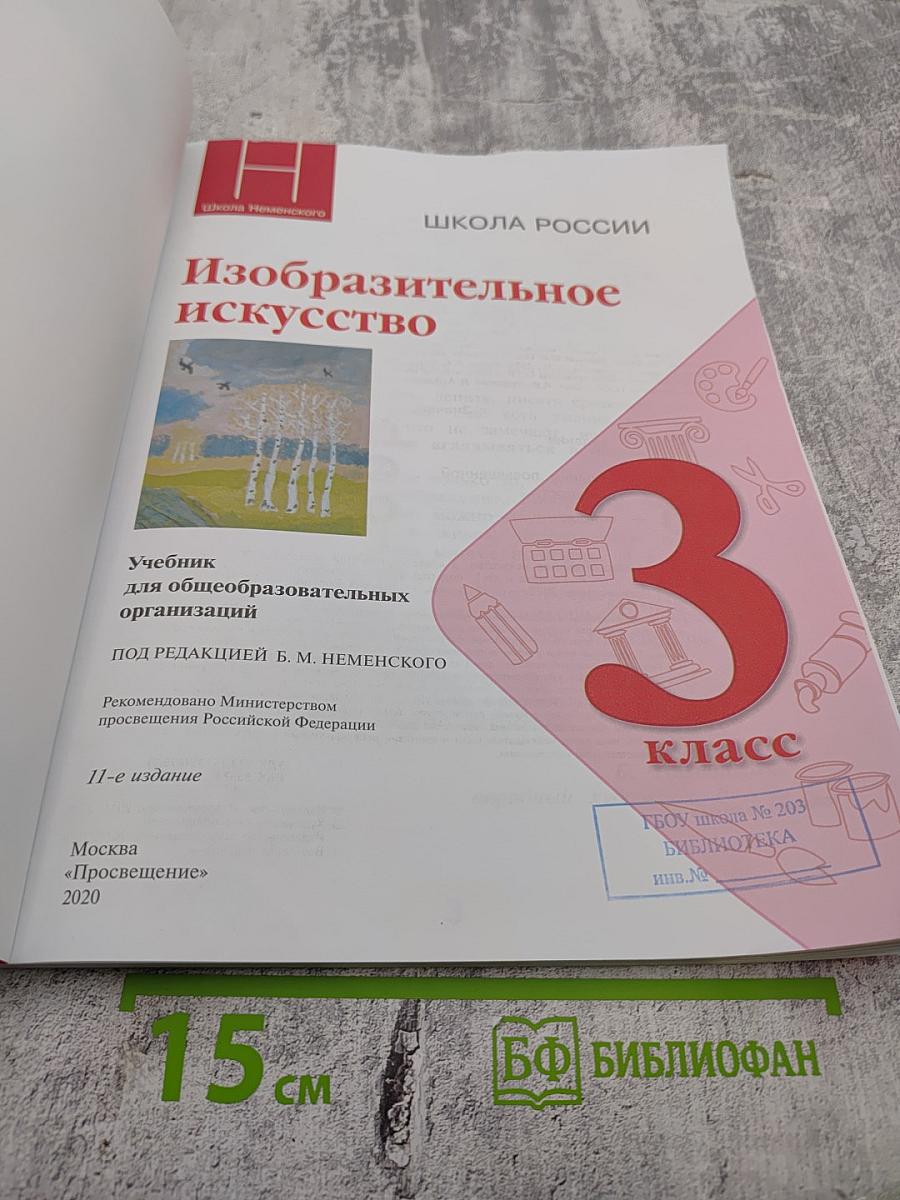 Школа Неменского
ШКОЛА РОССИИ
Изобразительное
искусство
Учебник
для общеобразовательных
организаций
ПОД РЕДАКЦИЕЙ Б. М. НЕМЕНСКОГО
Рекомендовано Министерством
просвещения Российской Федерации
11-е издание
Москва
«Просвещение»
2020
3
класс
ГБОУ школа № 203
БИБЛИОТЕКА
инв.№
15 см
БФ БИБЛИОФАН